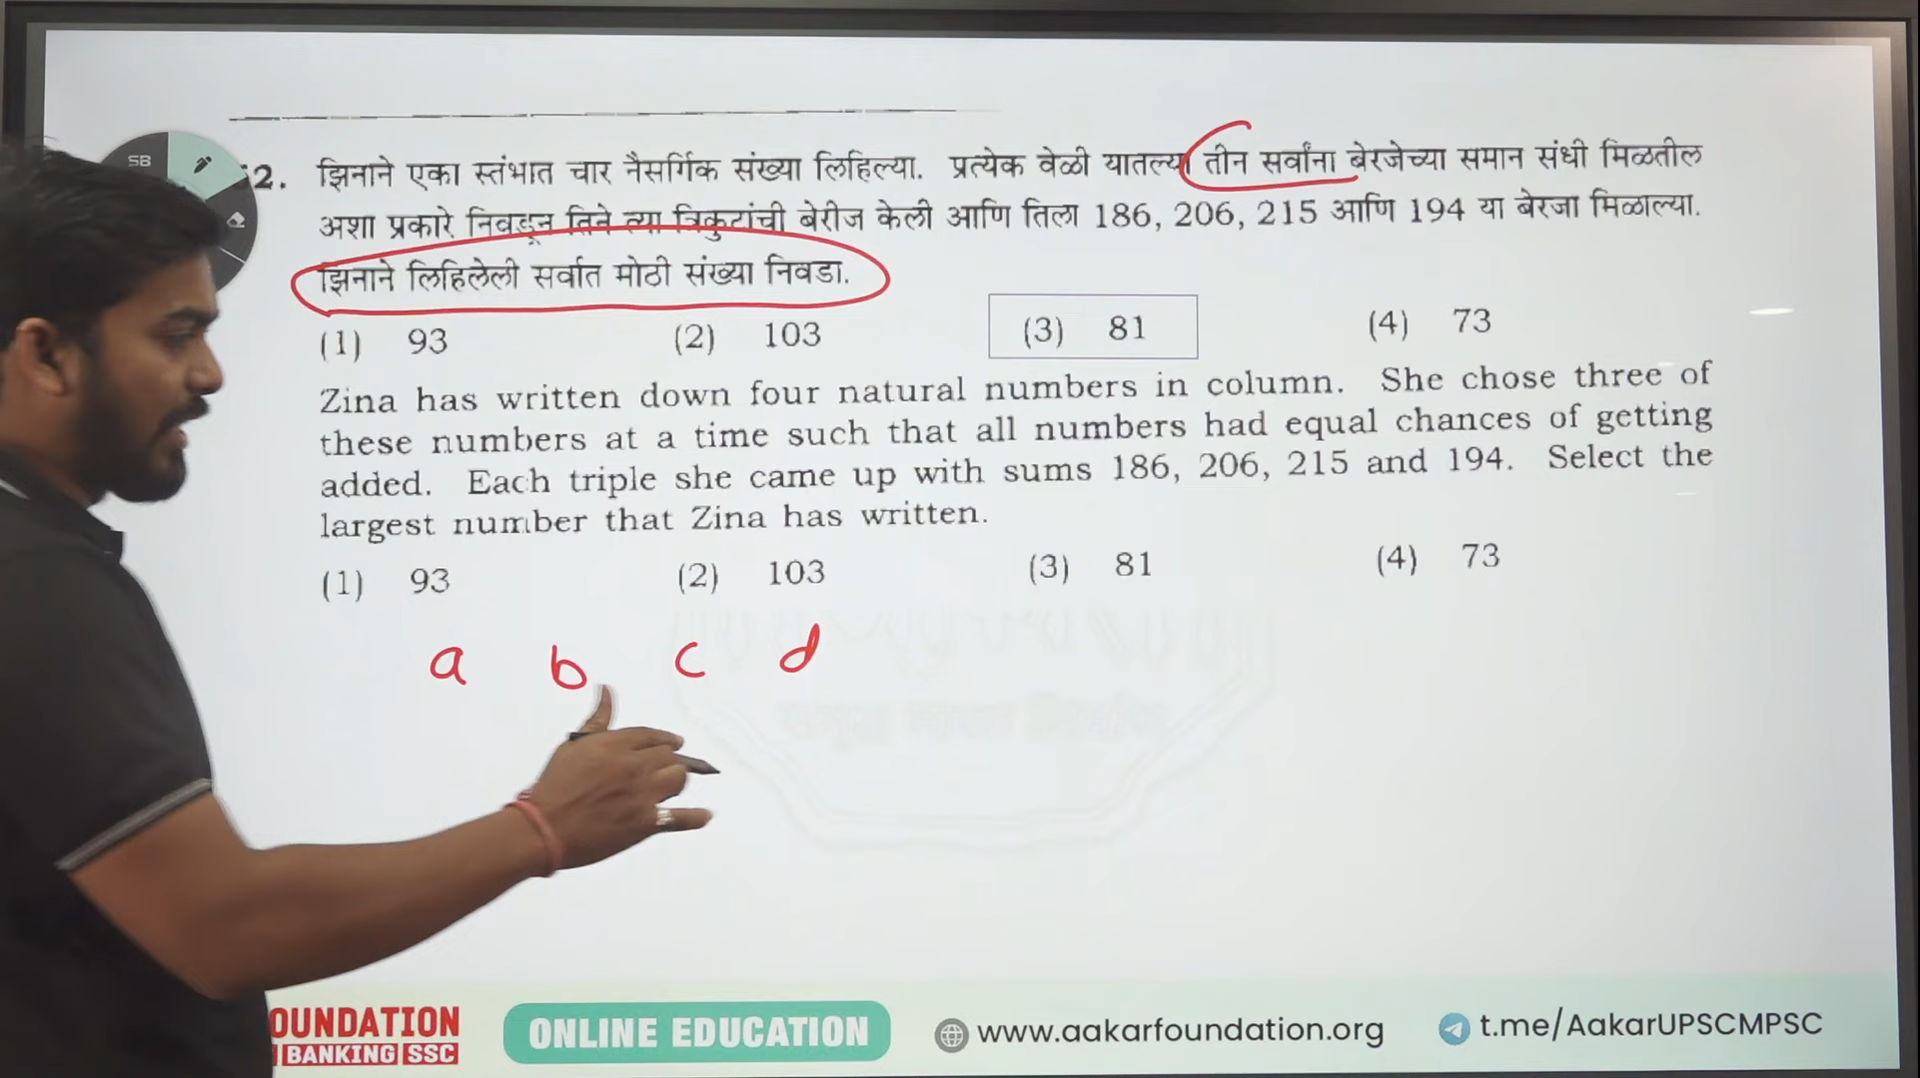 SB
2. झिनाने एका स्तंभात चार नैसर्गिक संख्या लिहिल्या. प्रत्येक वेळी यातल्या तीन सर्वांना बेरजेच्या समान संधी मिळतील
अशा प्रकारे निवडून तिने त्या त्रिकुटांची बेरीज केली आणि तिला 186, 206, 215 आणि 194 या बेरजा मिळाल्या.
झिनाने लिहिलेली सर्वात मोठी संख्या निवडा.
(1) 93 (2) 103 (3) 81 (4) 73
Zina has written down four natural numbers in column. She chose three of
these numbers at a time such that all numbers had equal chances of getting
added. Each triple she came up with sums 186, 206, 215 and 194. Select the
largest number that Zina has written.
(1) 93 (2) 103 (3) 81 (4) 73
a b c d
OUNDATION
BANKING SSC
ONLINE EDUCATION
www.aakarfoundation.org
t.me/AakarUPSCMPSC